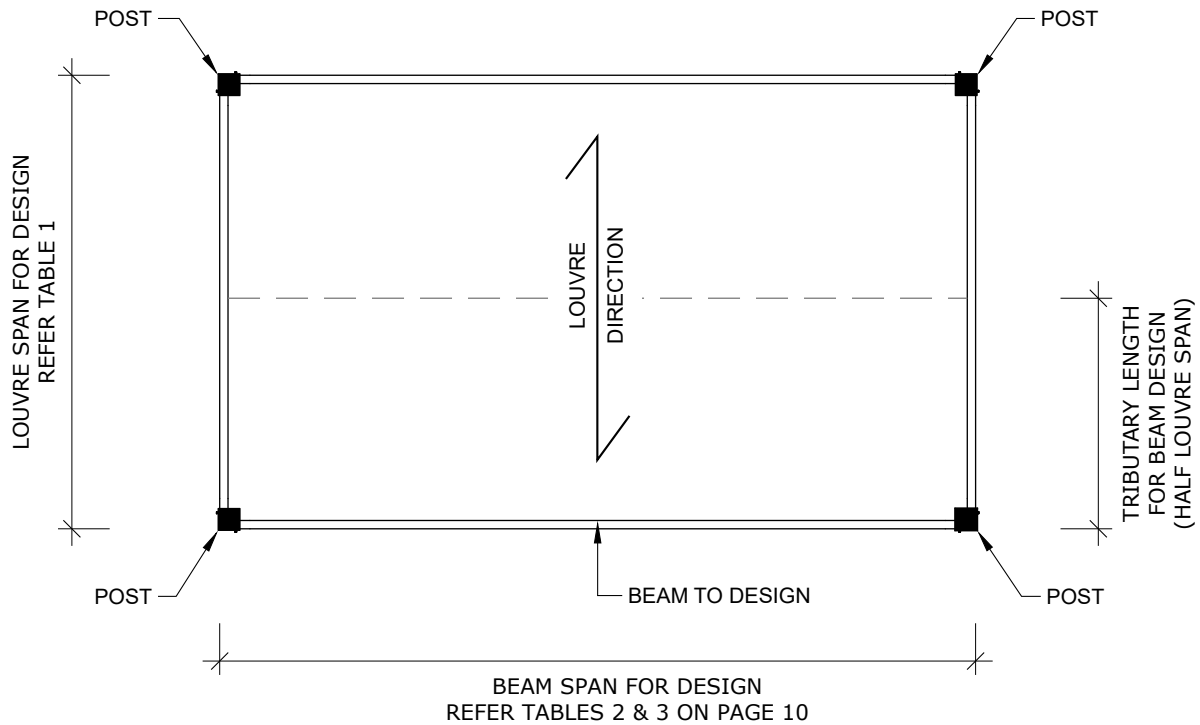 POST
POST
LOUVRE SPAN FOR DESIGN
REFER TABLE 1
LOUVRE
DIRECTION
TRIBUTARY LENGTH
FOR BEAM DESIGN
(HALF LOUVRE SPAN)
POST
BEAM TO DESIGN
POST
BEAM SPAN FOR DESIGN
REFER TABLES 2 & 3 ON PAGE 10